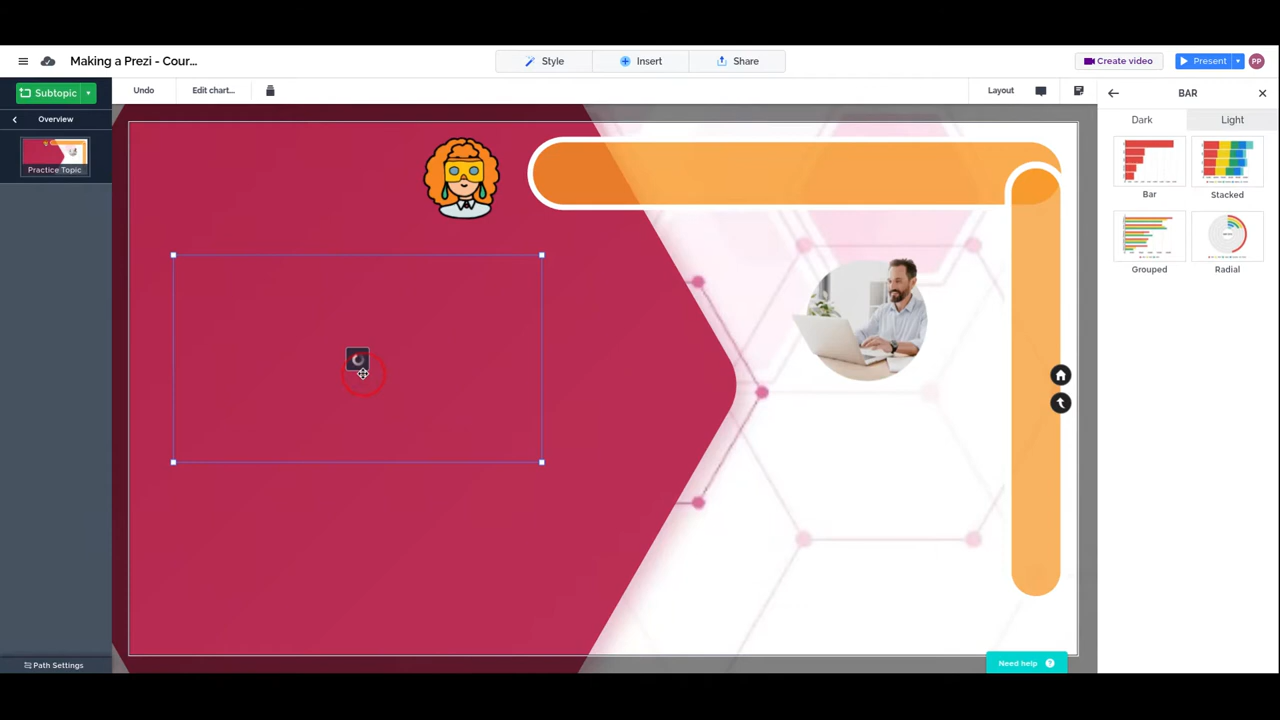 Making a Prezi - Cour...
Style
Insert
Share
Create video
Present
PP
Subtopic
Undo
Edit chart...
Layout
BAR
Overview
Dark
Light
Practice Topic
Bar
Stacked
Grouped
Radial
Path Settings
Need help ?